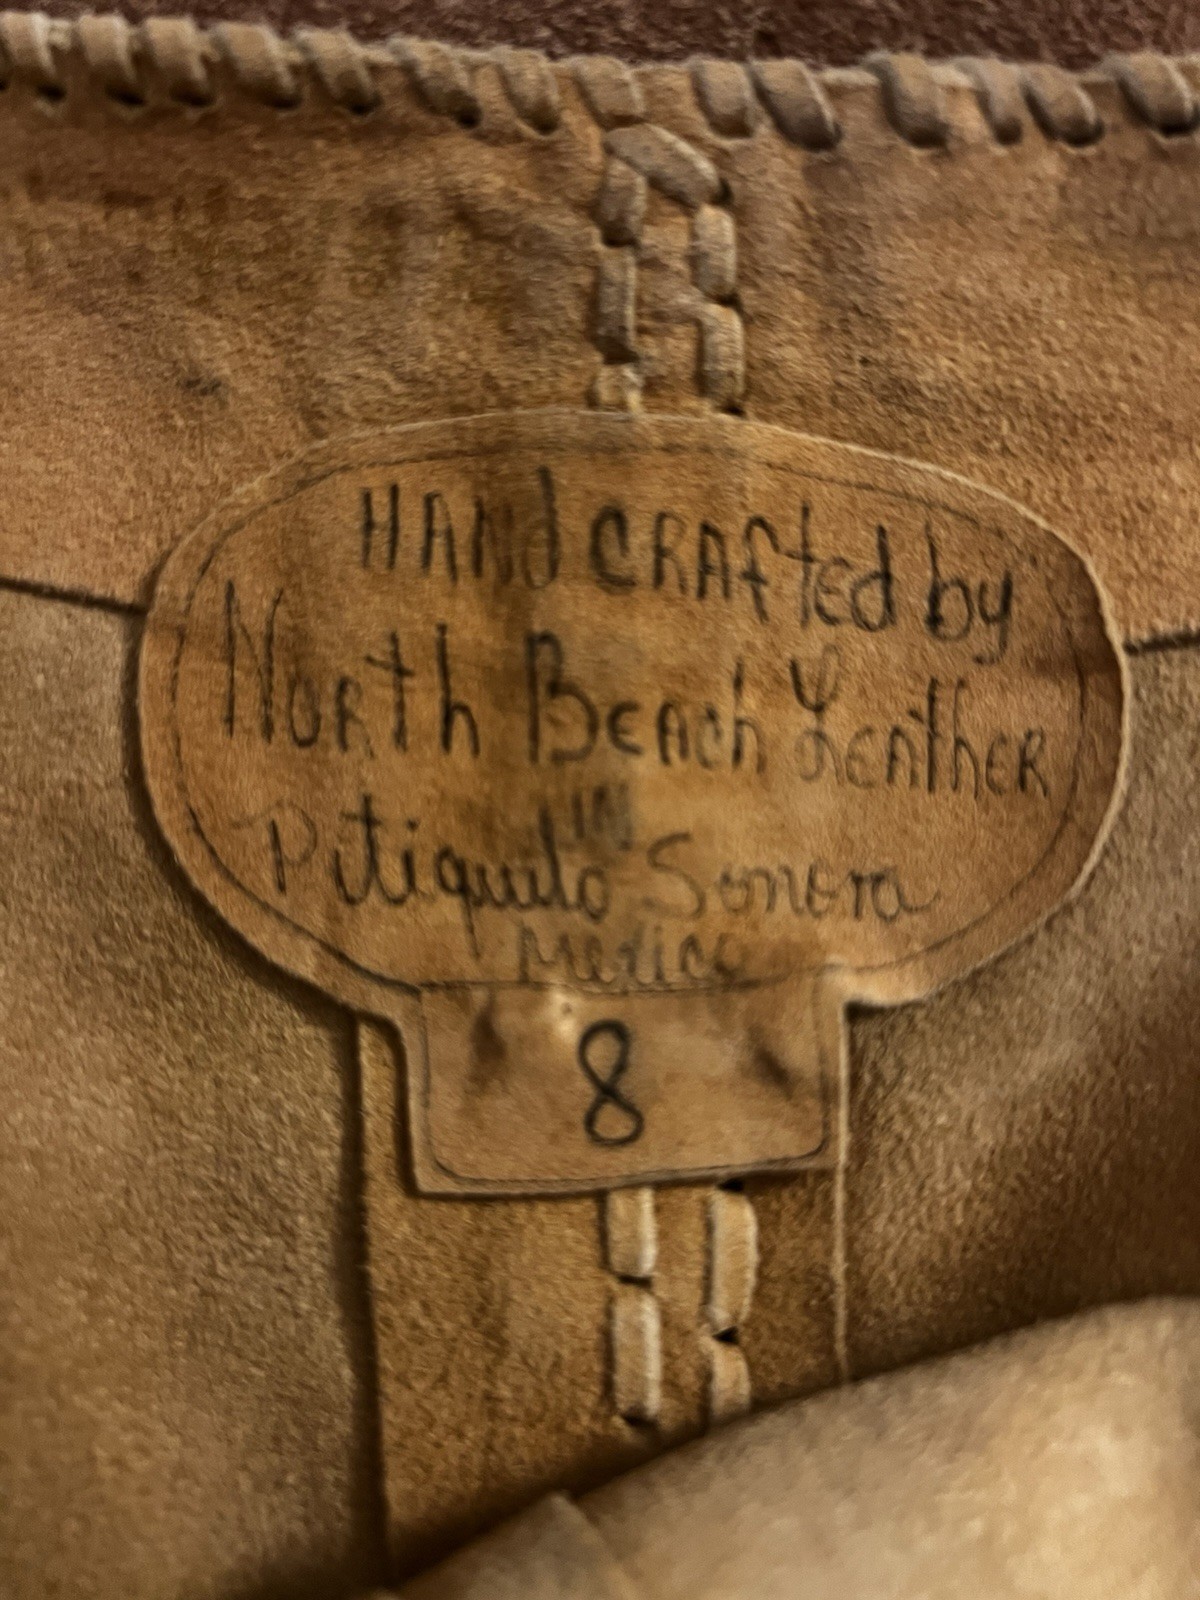 HANdCRAfted by
NoRth BEAch LEAthER
IN
Pitiquito Sonora
Mexico
8